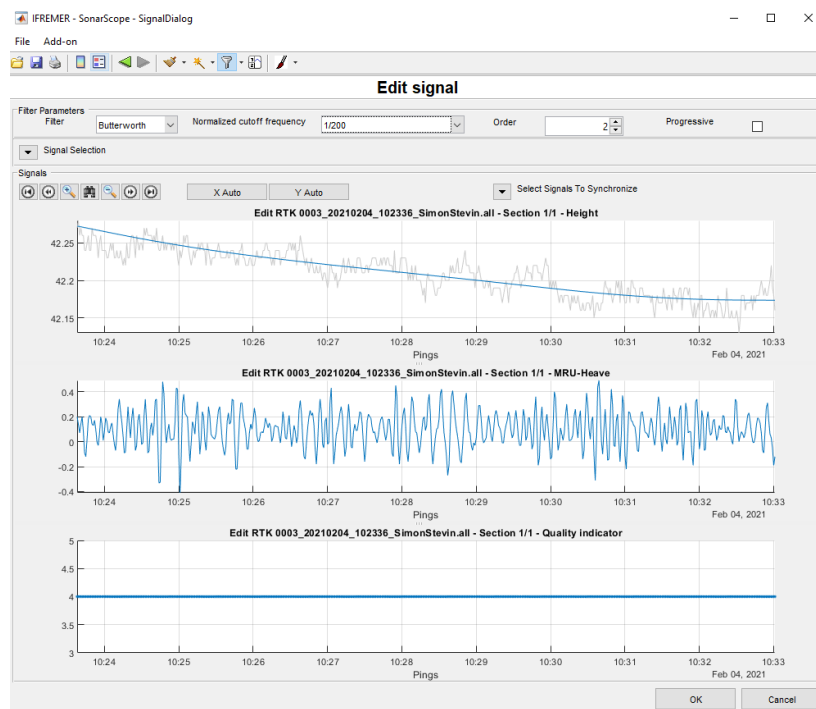 IFREMER - SonarScope - SignalDialog
File Add-on
Edit signal
Filter Parameters
Filter Butterworth Normalized cutoff frequency 1/200 Order 2 Progressive
Signal Selection
Signals
X Auto Y Auto Select Signals To Synchronize
Edit RTK 0003_20210204_102336_SimonStevin.all - Section 1/1 - Height
42.25
42.2
42.15
10:24 10:25 10:26 10:27 10:28 10:29 10:30 10:31 10:32 10:33
Pings
Feb 04, 2021
Edit RTK 0003_20210204_102336_SimonStevin.all - Section 1/1 - MRU-Heave
0.4
0.2
0
-0.2
-0.4
10:24 10:25 10:26 10:27 10:28 10:29 10:30 10:31 10:32 10:33
Pings
Feb 04, 2021
Edit RTK 0003_20210204_102336_SimonStevin.all - Section 1/1 - Quality indicator
5
4.5
4
3.5
3
10:24 10:25 10:26 10:27 10:28 10:29 10:30 10:31 10:32 10:33
Pings
Feb 04, 2021
OK Cancel